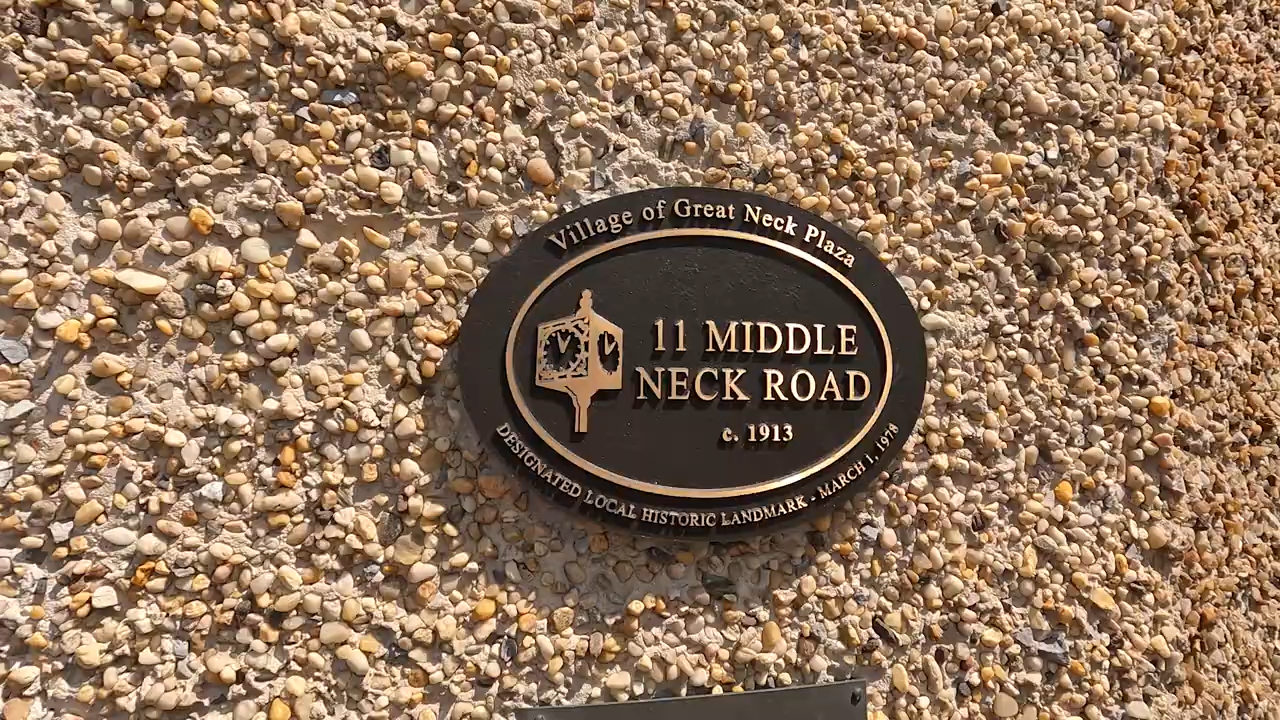 Village of Great Neck Plaza
11 MIDDLE
NECK ROAD
c. 1913
DESIGNATED LOCAL HISTORIC LANDMARK - MARCH 1, 1978